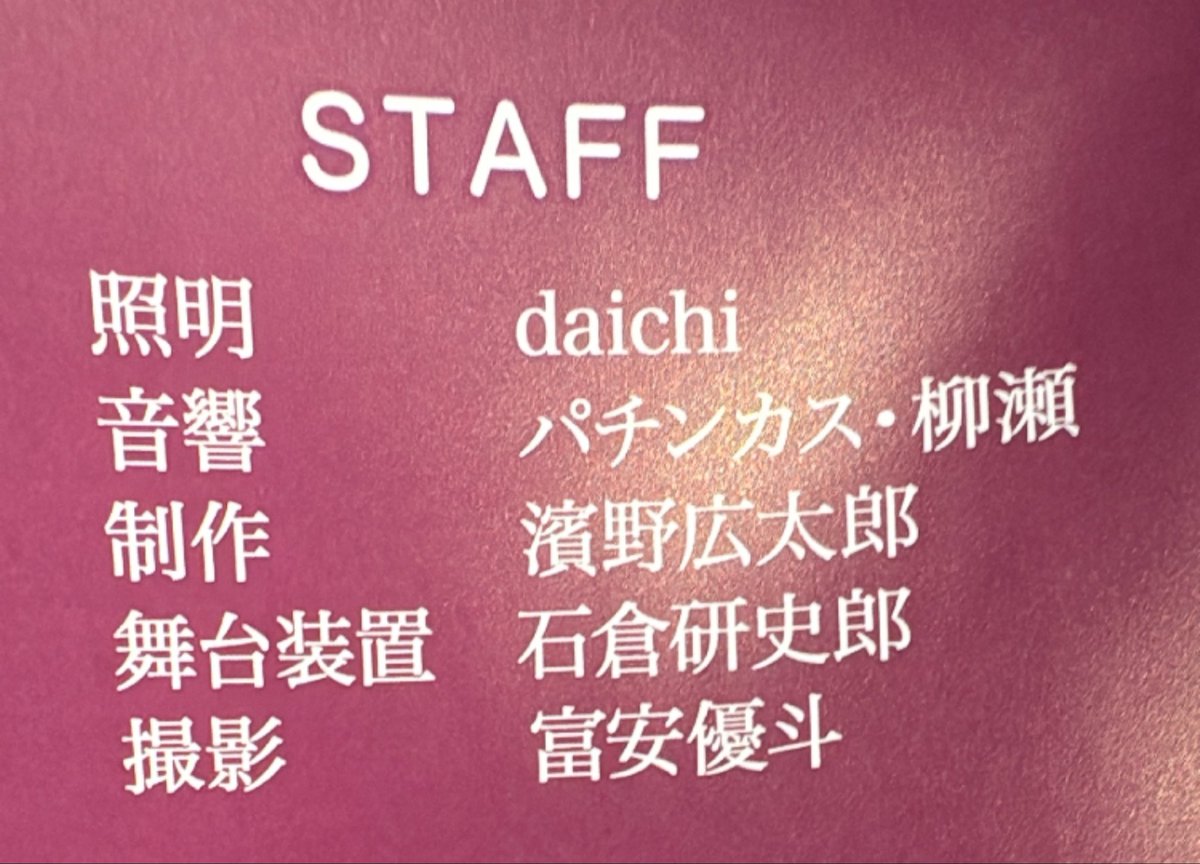 STAFF
照明 daichi
音響 パチンカス・柳瀬
制作 濱野広太郎
舞台装置 石倉研史郎
撮影 富安優斗